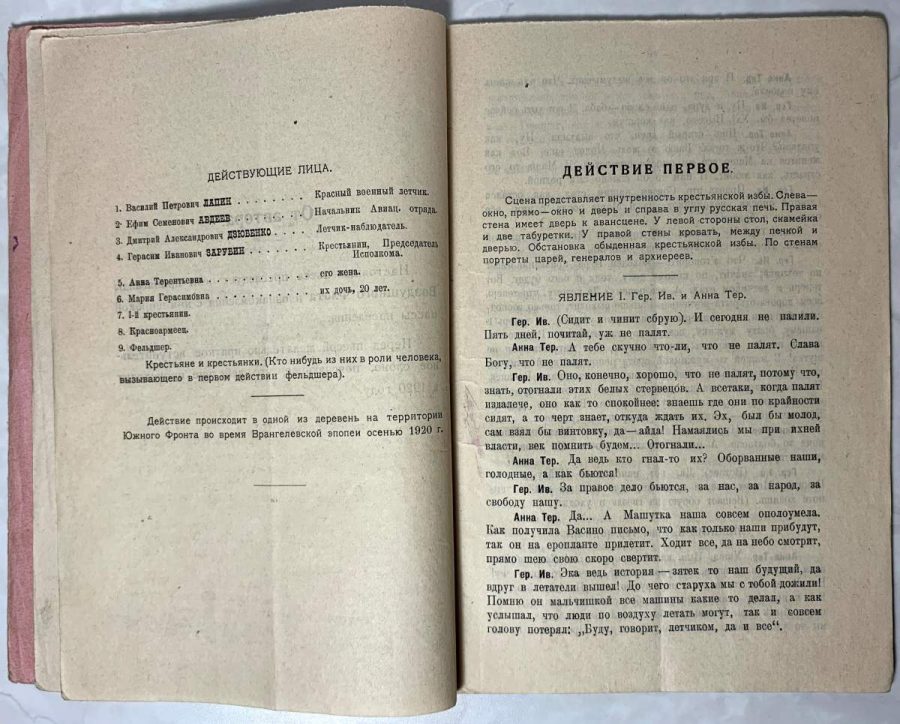 ДЕЙСТВУЮЩИЕ ЛИЦА.
1. Василий Петрович ЛАПИН . . . . . . . . Красный военный летчик.
2. Ефим Семенович АВДЕЕВ . . . . . . . . Начальник Авиац. отряда.
3. Дмитрий Александрович ДЗЮБЕНКО . . . . . Летчик-наблюдатель.
4. Герасим Иванович ЗАРУБИН . . . . . . . Крестьянин, Председатель
Исполкома.
5. Анна Терентьевна . . . . . . . . . . . его жена.
6. Мария Герасимовна . . . . . . . . . . их дочь, 20 лет.
7. 1-й крестьянин.
8. Красноармеец.
9. Фельдшер.
Крестьяне и крестьянки. (Кто нибудь из них в роли человека,
вызывающего в первом действии фельдшера).
Действие происходит в одной из деревень на территории
Южного Фронта во время Врангелевской эпопеи осенью 1920 г.
ДЕЙСТВИЕ ПЕРВОЕ.
Сцена представляет внутренность крестьянской избы. Слева—
окно, прямо—окно и дверь и справа в углу русская печь. Правая
стена имеет дверь к авансцене. У левой стороны стол, скамейка
и две табуретки. У правой стены кровать, между печкой и
дверью. Обстановка обыденная крестьянской избы. По стенам
портреты царей, генералов и архиереев.
ЯВЛЕНИЕ I. Гер. Ив. и Анна Тер.
Гер. Ив. (Сидит и чинит сбрую). И сегодня не палили.
Пять дней, почитай, уж не палят.
Анна Тер. А тебе скучно что-ли, что не палят. Слава
Богу, что не палят.
Гер. Ив. Оно, конечно, хорошо, что не палят, потому что,
знать, отогнали этих белых стервецов. А всетаки, когда палят
издалече, оно как то спокойнее: знаешь где они по крайности
сидят, а то черт знает, откуда ждать их. Эх, был бы молод,
сам взял бы винтовку, да—айда! Намаялись мы при ихней
власти, век помнить будем... Отогнали...
Анна Тер. Да ведь кто гнал-то их? Оборванные наши,
голодные, а как бьются!
Гер. Ив. За правое дело бьются, за нас, за народ, за
свободу нашу.
Анна Тер. Да... А Машутка наша совсем ополоумела.
Как получила Васино письмо, что как только наши прибудут,
так он на ероплане прилетит. Ходит все, да на небо смотрит,
прямо шею свою скоро свертит.
Гер. Ив. Эка ведь история—зятек то наш будущий, да
вдруг в летатели вышел! До чего старуха мы с тобой дожили!
Помню он мальчишкой все машины какие то делал, а как
услышал, что люди по воздуху летать могут, так и совсем
голову потерял: „Буду, говорит, летчиком, да и все“.